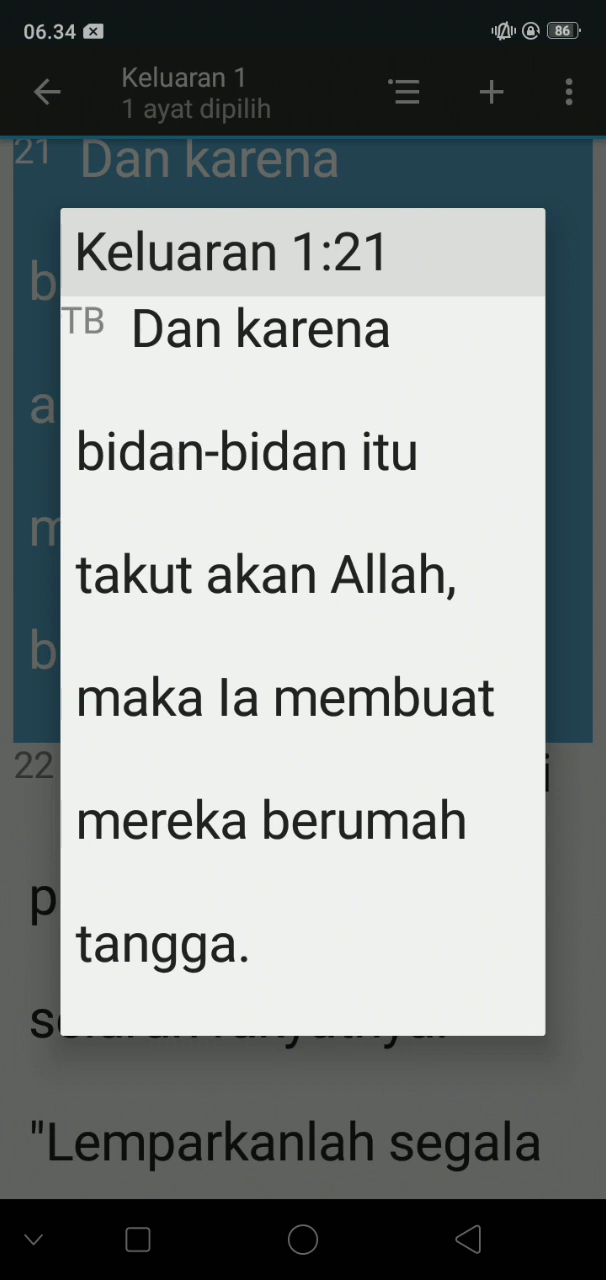 06.34
86
Keluaran 1
1 ayat dipilih
21 Dan karena
Keluaran 1:21
TB Dan karena
bidan-bidan itu
takut akan Allah,
maka Ia membuat
mereka berumah
tangga.
22
"Lemparkanlah segala